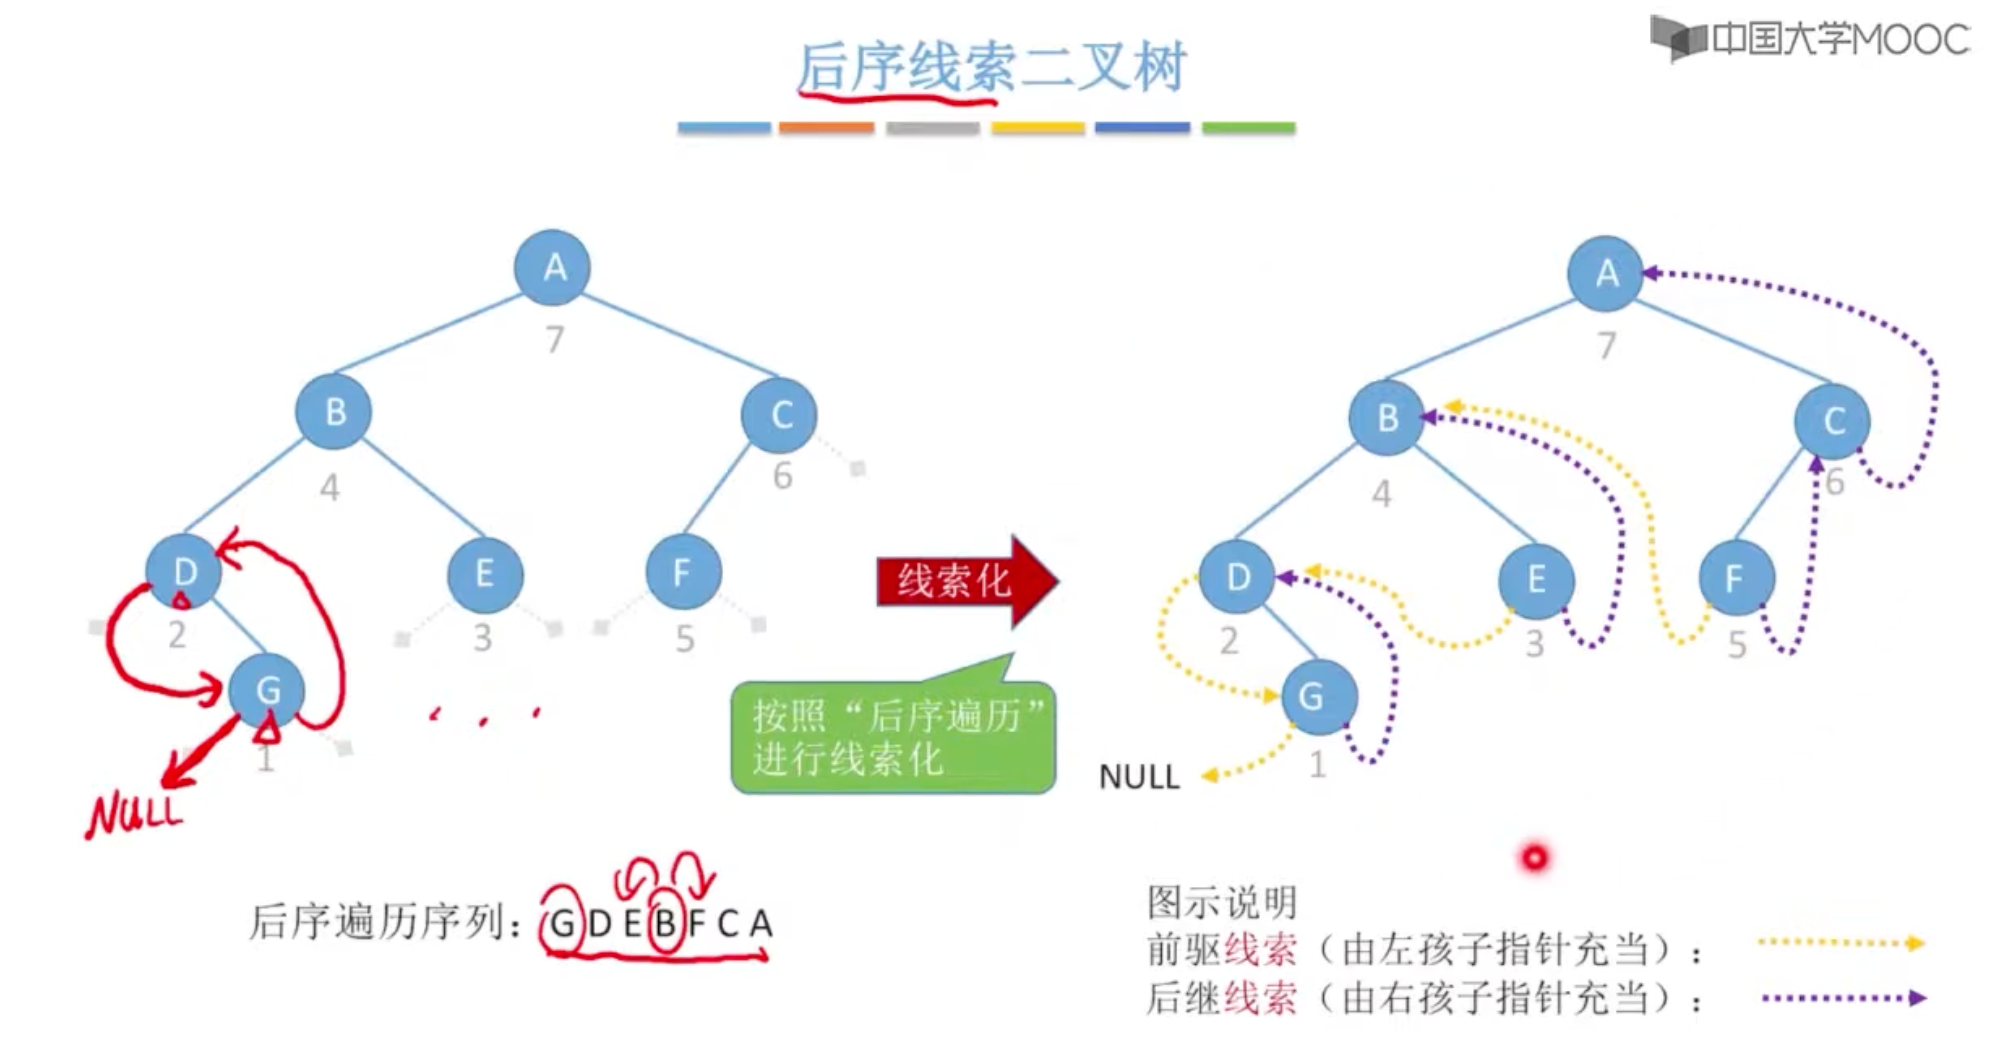 中国大学MOOC
后序线索二叉树
A
7
B
4
C
6
D
2
E
3
F
5
G
1
NULL
线索化
按照“后序遍历”
进行线索化
A
7
B
4
C
6
D
2
E
3
F
5
G
1
NULL
后序遍历序列：G D E B F C A
图示说明
前驱线索（由左孩子指针充当）：
后继线索（由右孩子指针充当）：